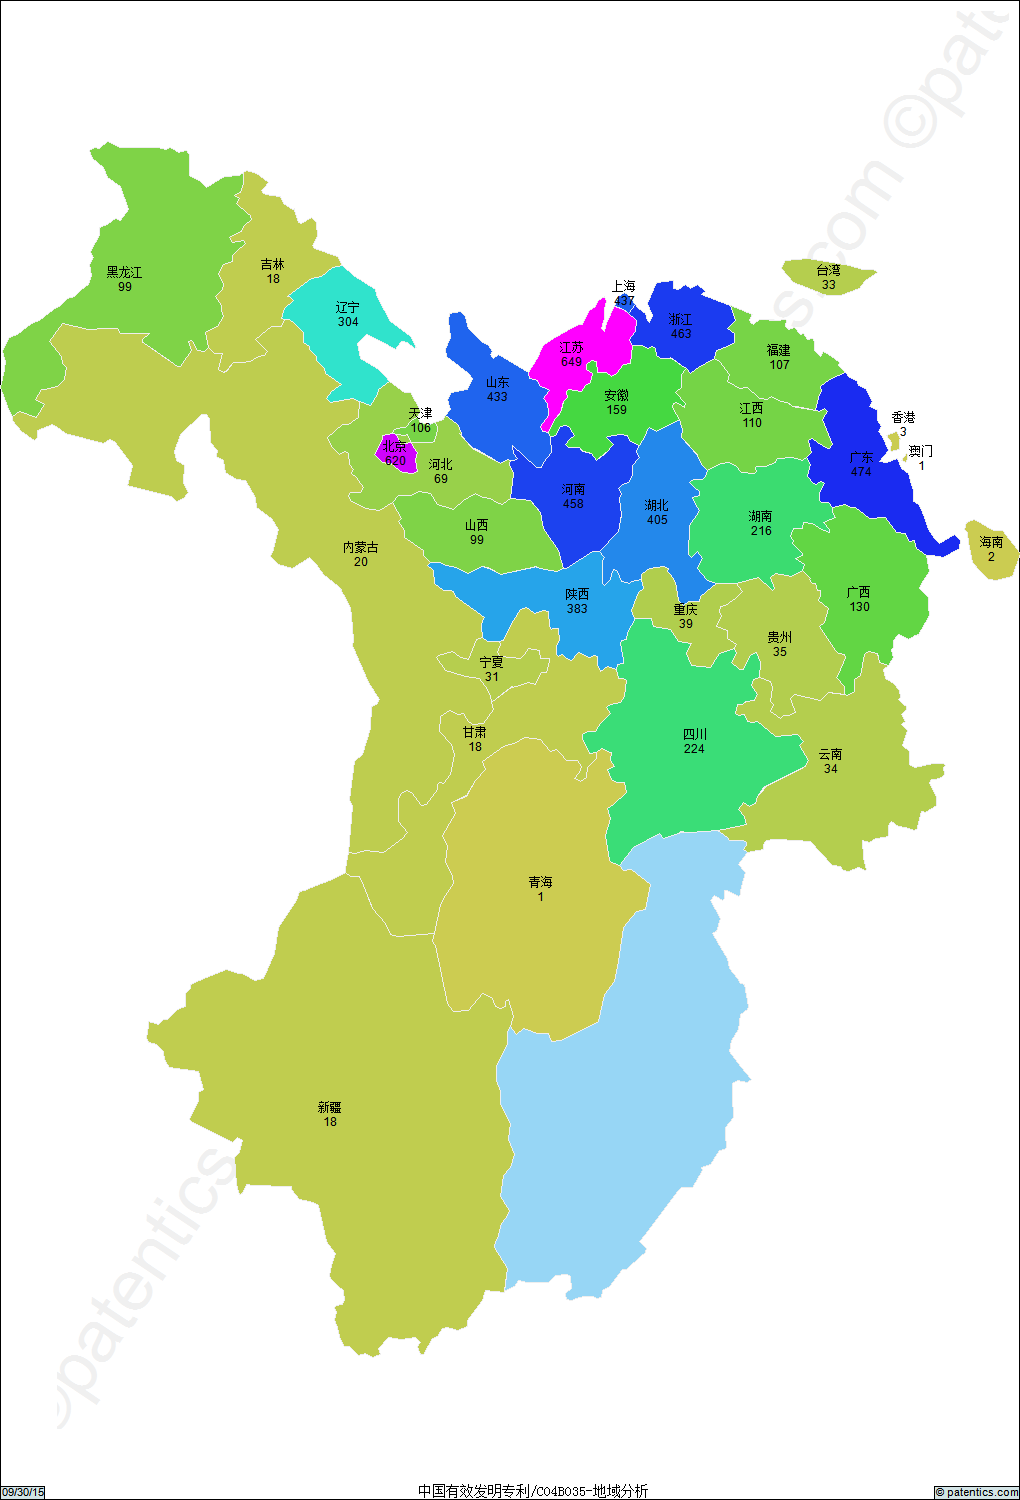 ©patentics.com ©patentics.com
黑龙江
99
吉林
18
辽宁
304
台湾
33
上海
437
浙江
463
江苏
649
福建
107
山东
433
安徽
159
江西
110
天津
106
香港
3
北京
620
河北
69
广东
474
澳门
1
河南
458
湖北
405
湖南
216
山西
99
内蒙古
20
海南
2
陕西
383
广西
130
重庆
39
贵州
35
宁夏
31
甘肃
18
四川
224
云南
34
青海
1
新疆
18
09/30/15
中国有效发明专利/C04B035-地域分析
© patentics.com